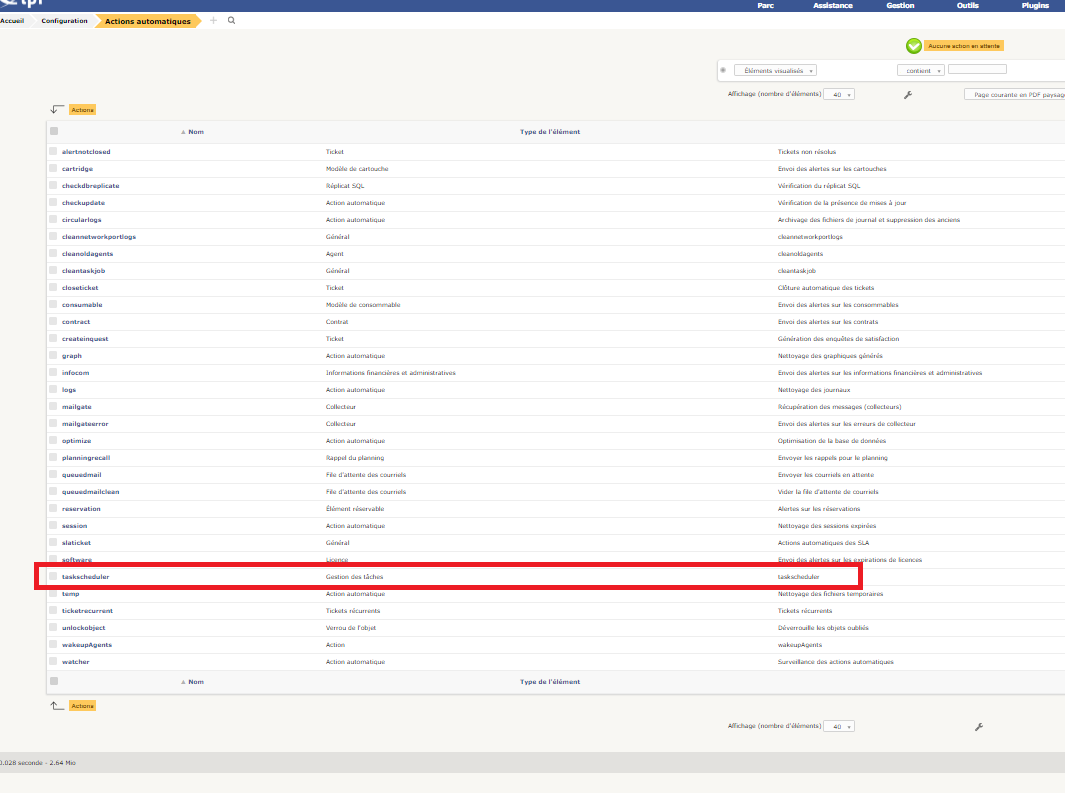 Parc Assistance Gestion Outils Plugins
Accueil Configuration Actions automatiques
Aucune action en attente
Éléments visualisés contient
Affichage (nombre d'éléments) 40 Page courante en PDF paysag
Actions
Nom Type de l'élément
alertnotclosed Ticket Tickets non résolus
cartridge Modèle de cartouche Envoi des alertes sur les cartouches
checkdbreplicate Réplicat SQL Vérification du réplicat SQL
checkupdate Action automatique Vérification de la présence de mises à jour
circularlogs Action automatique Archivage des fichiers de journal et suppression des anciens
cleannetworkportlogs Général cleannetworkportlogs
cleanoldagents Agent cleanoldagents
cleantaskjob Général cleantaskjob
closeticket Ticket Clôture automatique des tickets
consumable Modèle de consommable Envoi des alertes sur les consommables
contract Contrat Envoi des alertes sur les contrats
createinquest Ticket Génération des enquêtes de satisfaction
graph Action automatique Nettoyage des graphiques générés
infocom Informations financières et administratives Envoi des alertes sur les informations financières et administratives
logs Action automatique Nettoyage des journaux
mailgate Collecteur Récupération des messages (collecteurs)
mailgateerror Collecteur Envoi des alertes sur les erreurs de collecteur
optimize Action automatique Optimisation de la base de données
planningrecall Rappel du planning Envoyer les rappels pour le planning
queuedmail File d'attente des courriels Envoyer les courriels en attente
queuedmailclean File d'attente des courriels Vider la file d'attente de courriels
reservation Élément réservable Alertes sur les réservations
session Action automatique Nettoyage des sessions expirées
slaticket Général Actions automatiques des SLA
software Licence Envoi des alertes sur les expirations de licences
taskscheduler Gestion des tâches taskscheduler
temp Action automatique Nettoyage des fichiers temporaires
ticketrecurrent Tickets récurrents Tickets récurrents
unlockobject Verrou de l'objet Déverrouille les objets oubliés
wakeupAgents Action wakeupAgents
watcher Action automatique Surveillance des actions automatiques
Nom Type de l'élément
Actions
Affichage (nombre d'éléments) 40
0.028 seconde - 2.64 Mio